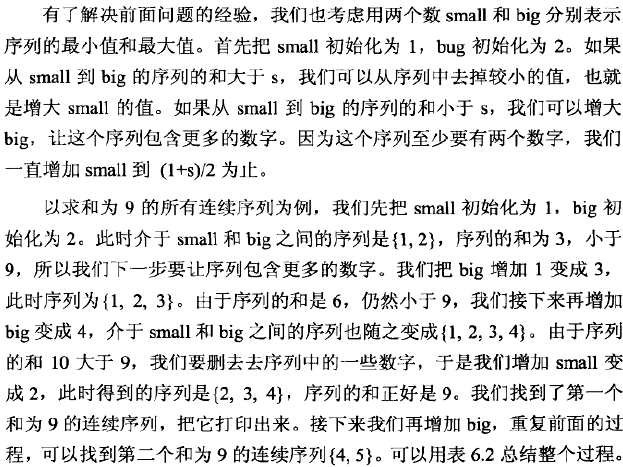 有了解决前面问题的经验，我们也考虑用两个数 small 和 big 分别表示
序列的最小值和最大值。首先把 small 初始化为 1，bug 初始化为 2。如果
从 small 到 big 的序列的和大于 s，我们可以从序列中去掉较小的值，也就
是增大 small 的值。如果从 small 到 big 的序列的和小于 s，我们可以增大
big，让这个序列包含更多的数字。因为这个序列至少要有两个数字，我们
一直增加 small 到 (1+s)/2 为止。
以求和为 9 的所有连续序列为例，我们先把 small 初始化为 1，big 初
始化为 2。此时介于 small 和 big 之间的序列是{1, 2}，序列的和为 3，小于
9，所以我们下一步要让序列包含更多的数字。我们把 big 增加 1 变成 3，
此时序列为{1, 2, 3}。由于序列的和是 6，仍然小于 9，我们接下来再增加
big 变成 4，介于 small 和 big 之间的序列也随之变成{1, 2, 3, 4}。由于序列
的和 10 大于 9，我们要删去去序列中的一些数字，于是我们增加 small 变
成 2，此时得到的序列是{2, 3, 4}，序列的和正好是 9。我们找到了第一个
和为 9 的连续序列，把它打印出来。接下来我们再增加 big，重复前面的过
程，可以找到第二个和为 9 的连续序列{4, 5}。可以用表 6.2 总结整个过程。